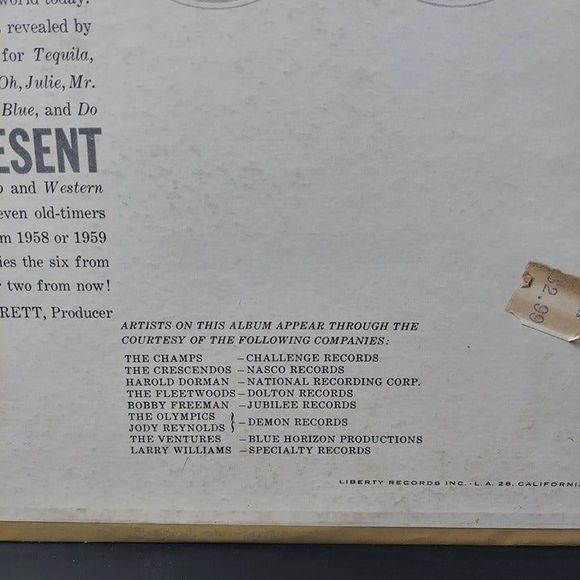 world today.
revealed by
for Tequila,
Oh, Julie, Mr.
Blue, and Do
ESENT
and Western
even old-timers
m 1958 or 1959
ies the six from
two from now!
RETT, Producer
ARTISTS ON THIS ALBUM APPEAR THROUGH THE
COURTESY OF THE FOLLOWING COMPANIES:
THE CHAMPS – CHALLENGE RECORDS
THE CRESCENDOS – NASCO RECORDS
HAROLD DORMAN – NATIONAL RECORDING CORP.
THE FLEETWOODS – DOLTON RECORDS
BOBBY FREEMAN – JUBILEE RECORDS
THE OLYMPICS
JODY REYNOLDS } – DEMON RECORDS
THE VENTURES – BLUE HORIZON PRODUCTIONS
LARRY WILLIAMS – SPECIALTY RECORDS
LIBERTY RECORDS INC. · L.A. 28, CALIFORNIA
$2.99